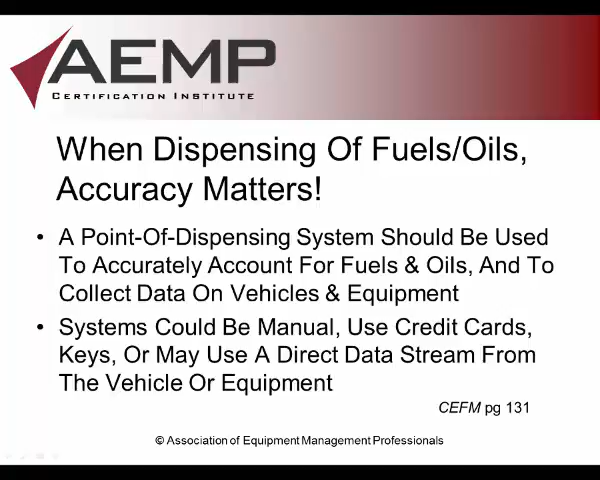 AEMP
CERTIFICATION INSTITUTE
When Dispensing Of Fuels/Oils,
Accuracy Matters!
• A Point-Of-Dispensing System Should Be Used
To Accurately Account For Fuels & Oils, And To
Collect Data On Vehicles & Equipment
• Systems Could Be Manual, Use Credit Cards,
Keys, Or May Use A Direct Data Stream From
The Vehicle Or Equipment
CEFM pg 131
© Association of Equipment Management Professionals